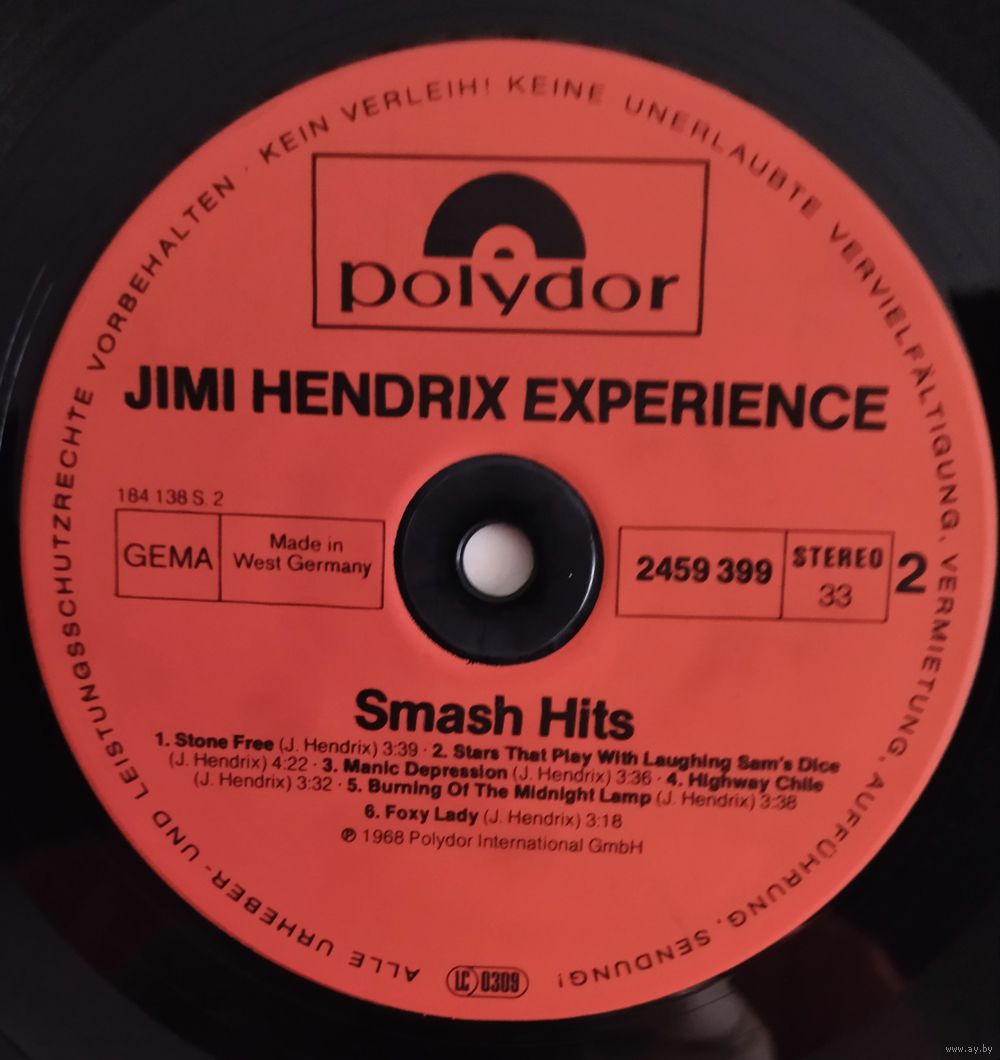 ALLE URHEBER- UND LEISTUNGSSCHUTZRECHTE VORBEHALTEN · KEIN VERLEIH! KEINE UNERLAUBTE VERVIELFÄLTIGUNG, VERMIETUNG, AUFFÜHRUNG, SENDUNG!
polydor
JIMI HENDRIX EXPERIENCE
184 138 S. 2
GEMA
Made in
West Germany
2459 399
STEREO
33
2
Smash Hits
1. Stone Free (J. Hendrix) 3:39 · 2. Stars That Play With Laughing Sam's Dice
(J. Hendrix) 4:22 · 3. Manic Depression (J. Hendrix) 3:36 · 4. Highway Chile
(J. Hendrix) 3:32 · 5. Burning Of The Midnight Lamp (J. Hendrix) 3:38
6. Foxy Lady (J. Hendrix) 3:18
℗ 1968 Polydor International GmbH
LC 0309
www.ay.by